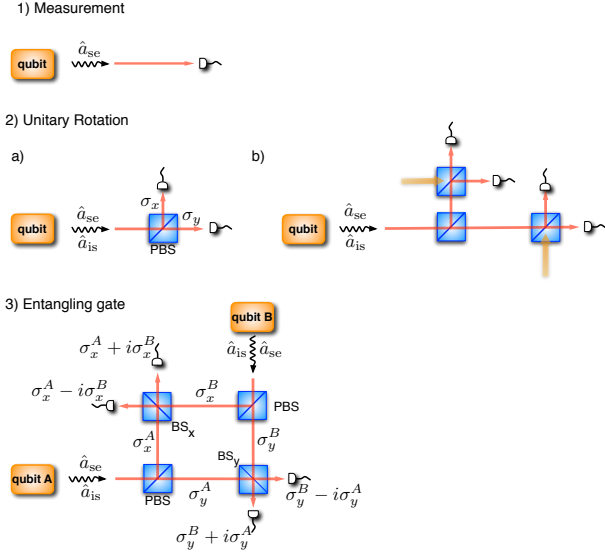 1) Measurement
qubit
â_se
2) Unitary Rotation
a)
b)
qubit
â_se
â_is
σ_x
σ_y
PBS
qubit
â_se
â_is
3) Entangling gate
qubit B
â_is
â_se
σ_x^A + iσ_x^B
σ_x^A − iσ_x^B
σ_x^B
PBS
BS_x
σ_x^A
σ_y^B
BS_y
qubit A
â_se
â_is
PBS
σ_y^A
σ_y^B − iσ_y^A
σ_y^B + iσ_y^A